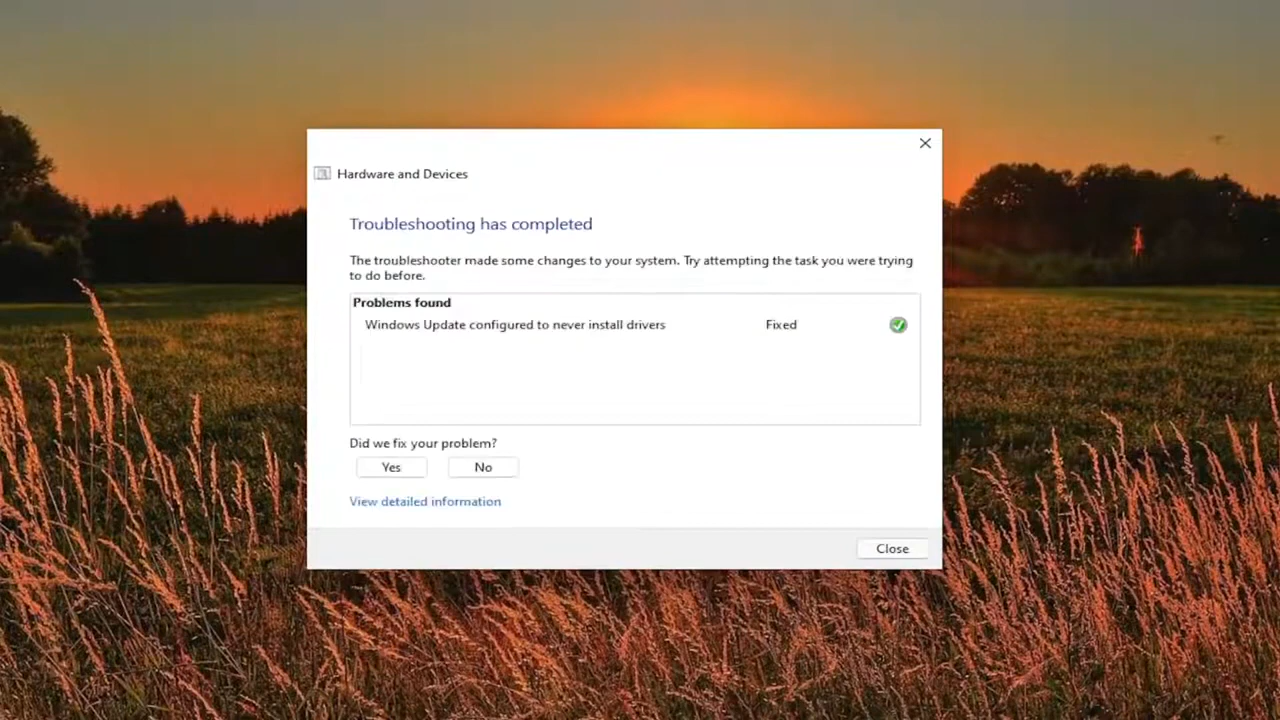 Hardware and Devices
Troubleshooting has completed
The troubleshooter made some changes to your system. Try attempting the task you were trying
to do before.
Problems found
Windows Update configured to never install drivers Fixed
Did we fix your problem?
Yes No
View detailed information
Close